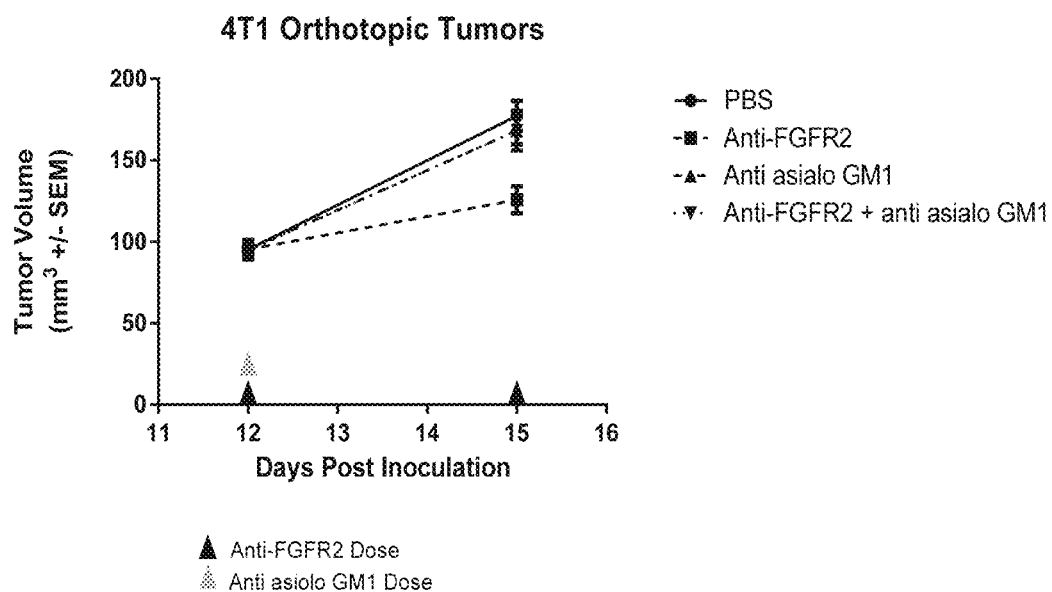 4T1 Orthotopic Tumors
Tumor Volume
(mm³ +/- SEM)
200
150
100
50
0
11
12
13
14
15
16
Days Post Inoculation
PBS
Anti-FGFR2
Anti asialo GM1
Anti-FGFR2 + anti asialo GM1
Anti-FGFR2 Dose
Anti asiolo GM1 Dose